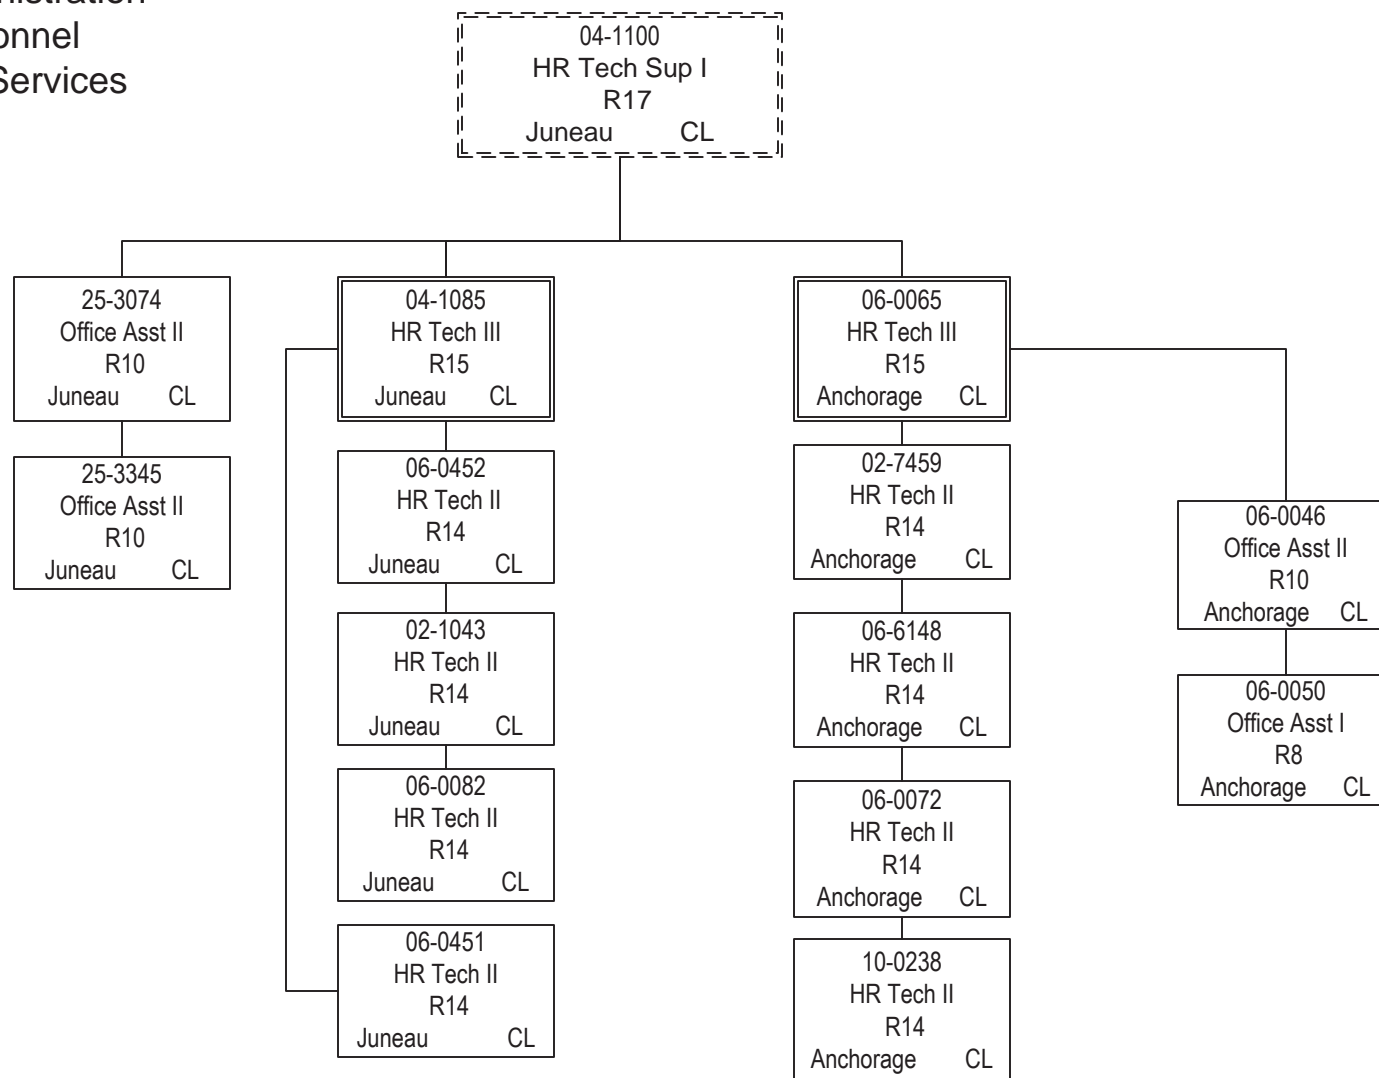 Services
04-1100
HR Tech Sup I
R17
Juneau CL
25-3074
Office Asst II
R10
Juneau CL
25-3345
Office Asst II
R10
Juneau CL
04-1085
HR Tech III
R15
Juneau CL
06-0452
HR Tech II
R14
Juneau CL
02-1043
HR Tech II
R14
Juneau CL
06-0082
HR Tech II
R14
Juneau CL
06-0451
HR Tech II
R14
Juneau CL
06-0065
HR Tech III
R15
Anchorage CL
02-7459
HR Tech II
R14
Anchorage CL
06-6148
HR Tech II
R14
Anchorage CL
06-0072
HR Tech II
R14
Anchorage CL
10-0238
HR Tech II
R14
Anchorage CL
06-0046
Office Asst II
R10
Anchorage CL
06-0050
Office Asst I
R8
Anchorage CL